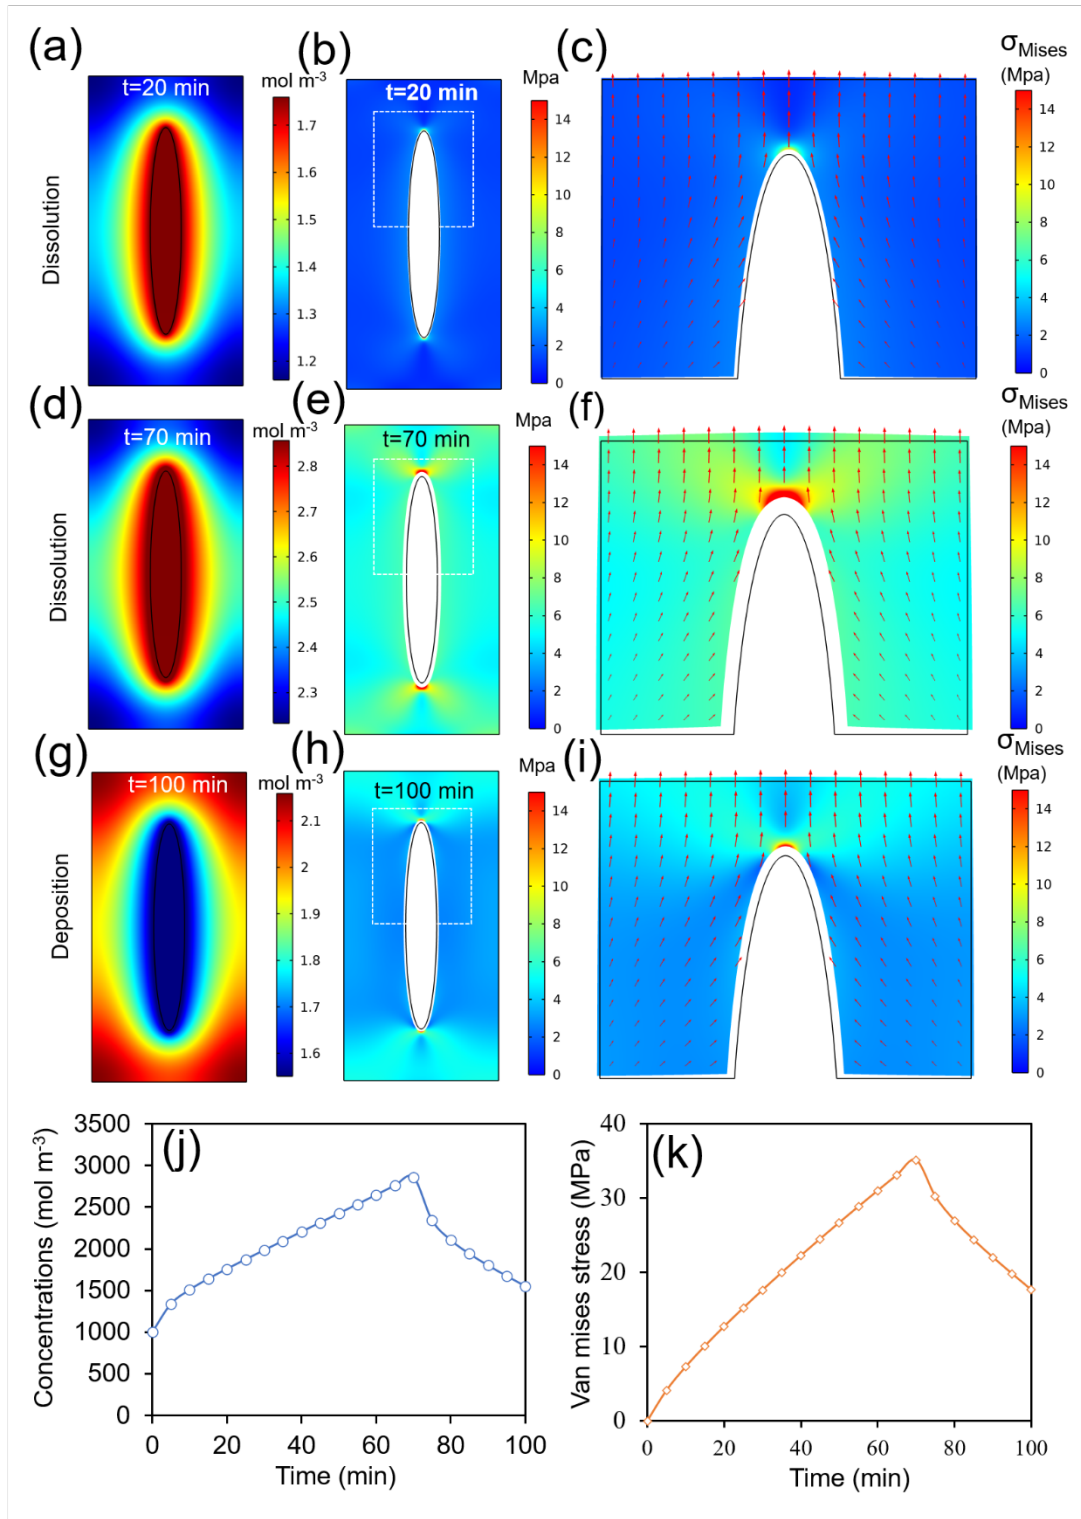 (a)
t=20 min
mol m-3
1.7
1.6
1.5
1.4
1.3
1.2
Dissolution
(b)
t=20 min
Mpa
14
12
10
8
6
4
2
0
(c)
σMises
(Mpa)
14
12
10
8
6
4
2
0
(d)
t=70 min
mol m-3
2.8
2.7
2.6
2.5
2.4
2.3
Dissolution
(e)
t=70 min
Mpa
14
12
10
8
6
4
2
0
(f)
σMises
(Mpa)
14
12
10
8
6
4
2
0
(g)
t=100 min
mol m-3
2.1
2
1.9
1.8
1.7
1.6
Deposition
(h)
t=100 min
Mpa
14
12
10
8
6
4
2
0
(i)
σMises
(Mpa)
14
12
10
8
6
4
2
0
(j)
Concentrations (mol m-3)
3500
3000
2500
2000
1500
1000
500
0
0 20 40 60 80 100
Time (min)
(k)
Van mises stress (MPa)
40
30
20
10
0
0 20 40 60 80 100
Time (min)